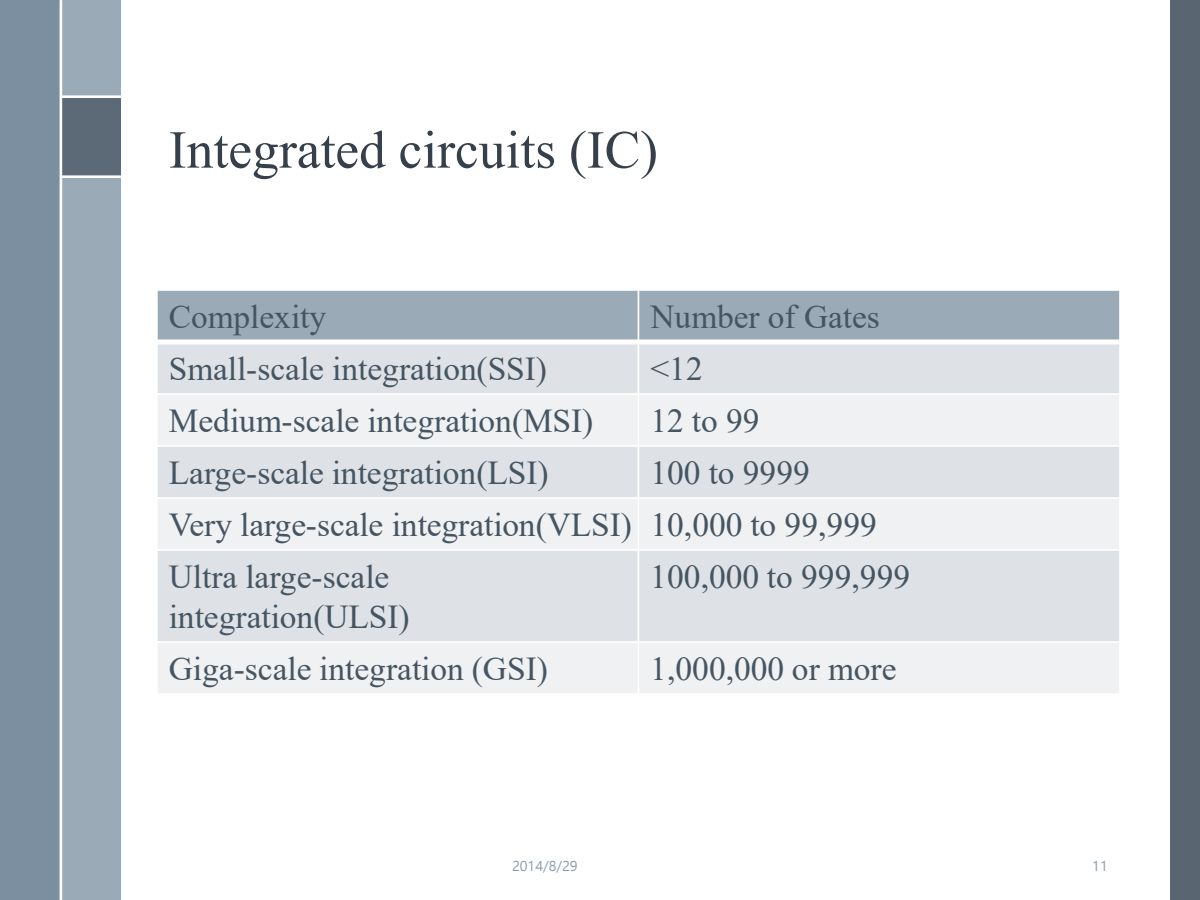 Integrated circuits (IC)
Complexity Number of Gates
Small-scale integration(SSI) <12
Medium-scale integration(MSI) 12 to 99
Large-scale integration(LSI) 100 to 9999
Very large-scale integration(VLSI) 10,000 to 99,999
Ultra large-scale 100,000 to 999,999
integration(ULSI)
Giga-scale integration (GSI) 1,000,000 or more
2014/8/29 11